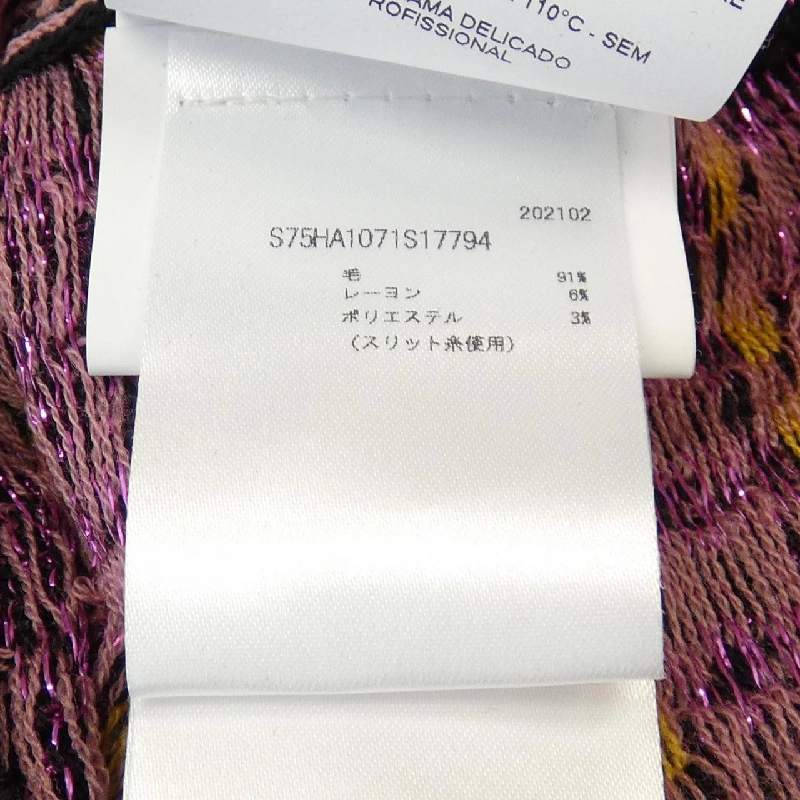 110°C - SEM
AMA DELICADO
ROFISSIONAL
202102
S75HA1071S17794
毛 91%
レーヨン 6%
ポリエステル 3%
(スリット糸使用)